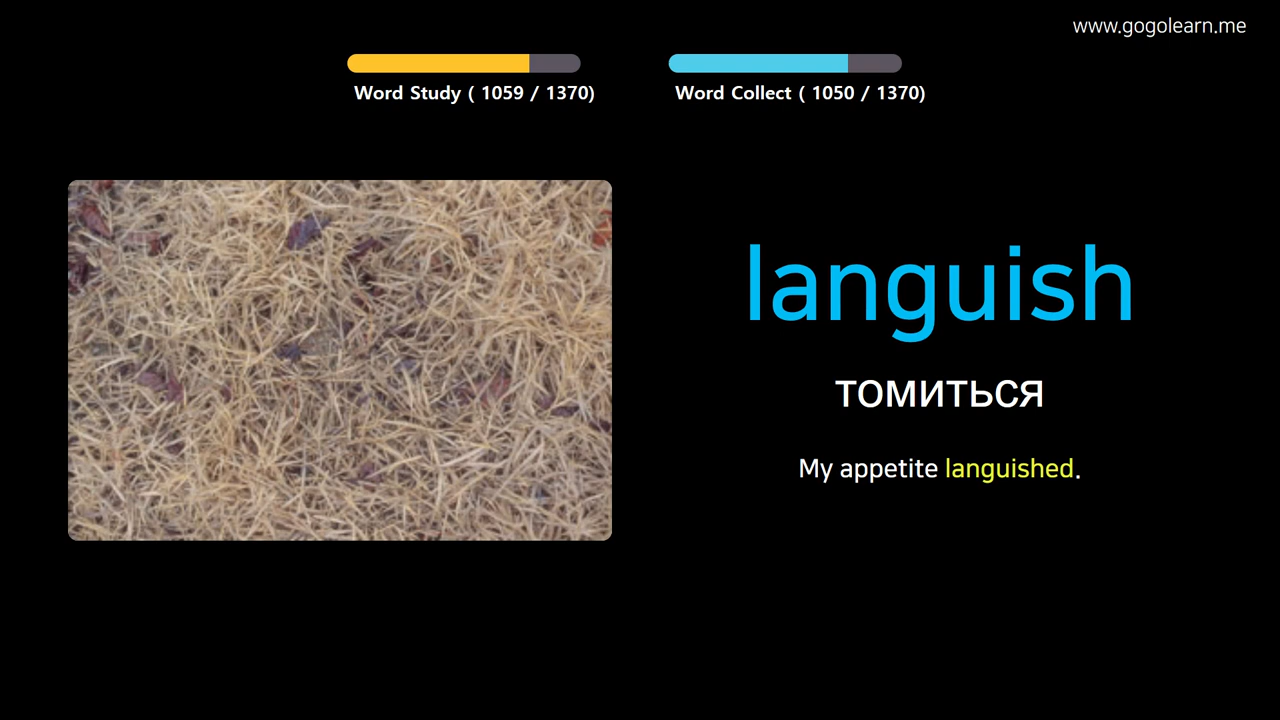 www.gogolearn.me
Word Study ( 1059 / 1370)
Word Collect ( 1050 / 1370)
languish
томиться
My appetite languished.